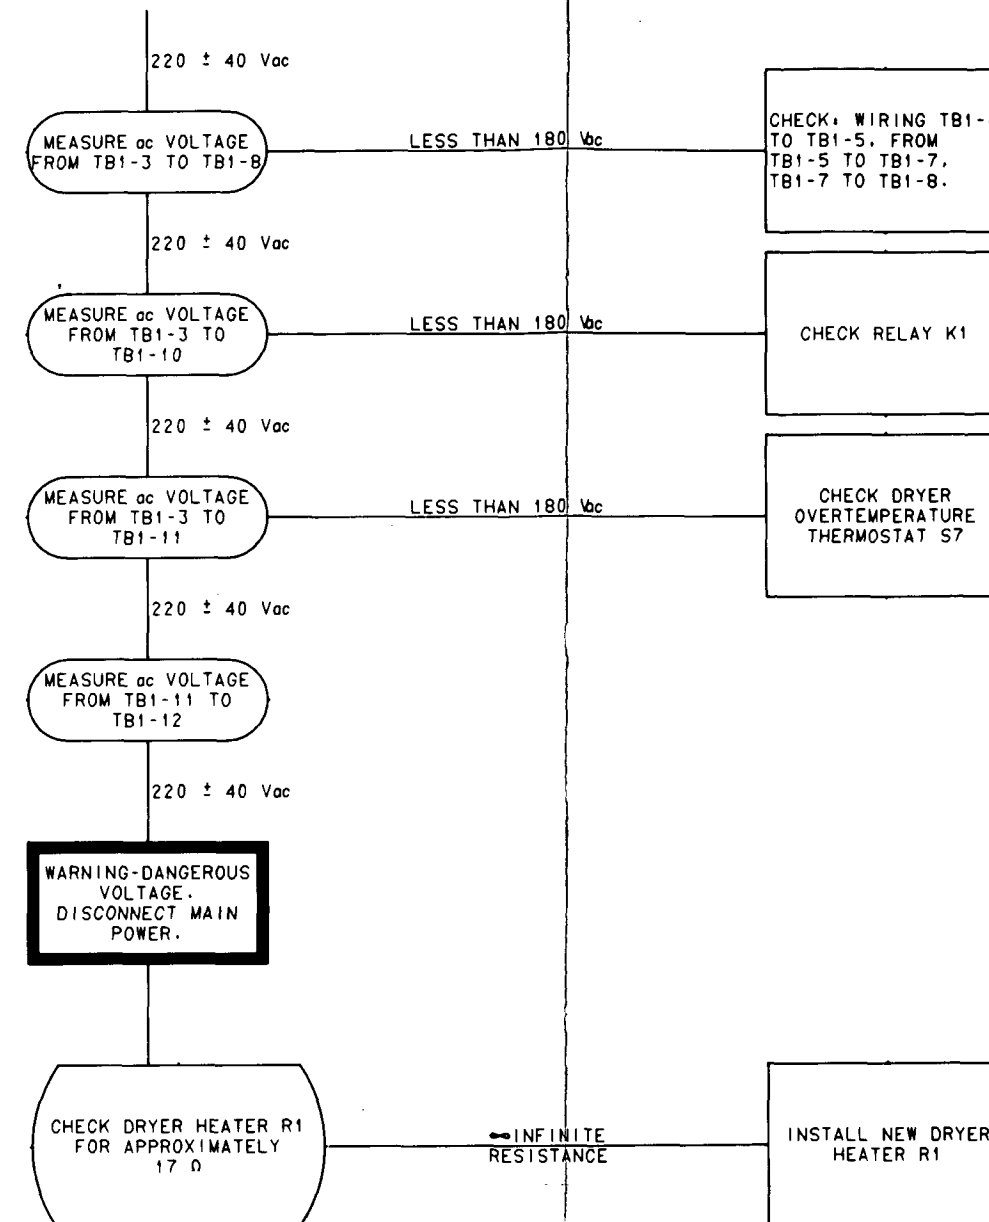 220 ± 40 Vac
MEASURE ac VOLTAGE
FROM TB1-3 TO TB1-8
LESS THAN 180 Vac
CHECK: WIRING TB1-
TO TB1-5, FROM
TB1-5 TO TB1-7,
TB1-7 TO TB1-8.
220 ± 40 Vac
MEASURE ac VOLTAGE
FROM TB1-3 TO
TB1-10
LESS THAN 180 Vac
CHECK RELAY K1
220 ± 40 Vac
MEASURE ac VOLTAGE
FROM TB1-3 TO
TB1-11
LESS THAN 180 Vac
CHECK DRYER
OVERTEMPERATURE
THERMOSTAT S7
220 ± 40 Vac
MEASURE ac VOLTAGE
FROM TB1-11 TO
TB1-12
220 ± 40 Vac
WARNING-DANGEROUS
VOLTAGE.
DISCONNECT MAIN
POWER.
CHECK DRYER HEATER R1
FOR APPROXIMATELY
17 Ω
∞INFINITE
RESISTANCE
INSTALL NEW DRYER
HEATER R1